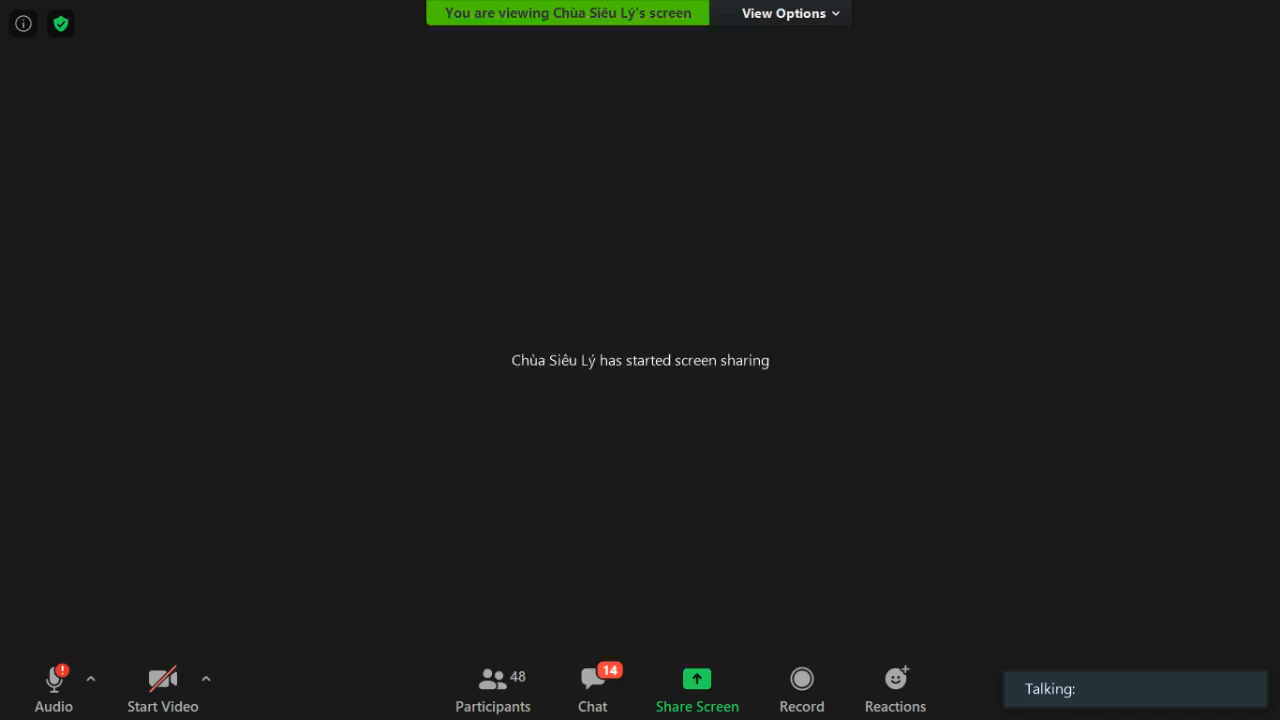 You are viewing Chùa Siêu Lý's screen
View Options
Chùa Siêu Lý has started screen sharing
Audio
Start Video
48
Participants
14
Chat
Share Screen
Record
Reactions
Talking: